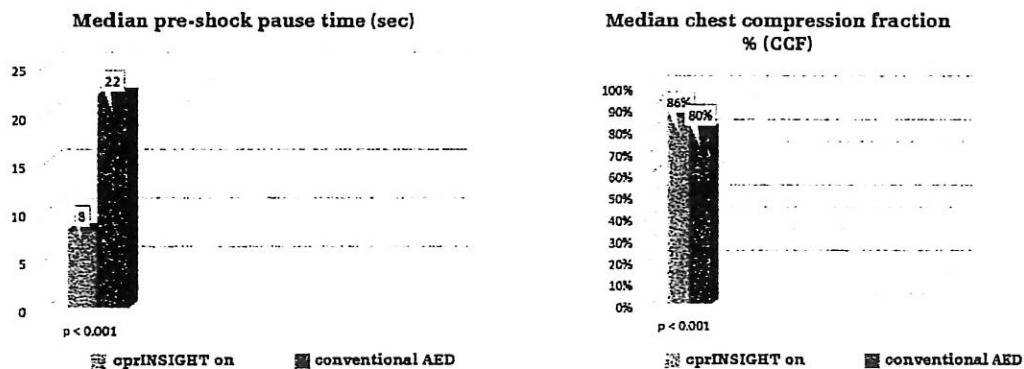 Median pre-shock pause time (sec)
25
20
15
10
5
0
22
8
p < 0.001
cprINSIGHT on
conventional AED
Median chest compression fraction
% (CCF)
100%
90%
80%
70%
60%
50%
40%
30%
20%
10%
0%
86%
80%
p < 0.001
cprINSIGHT on
conventional AED